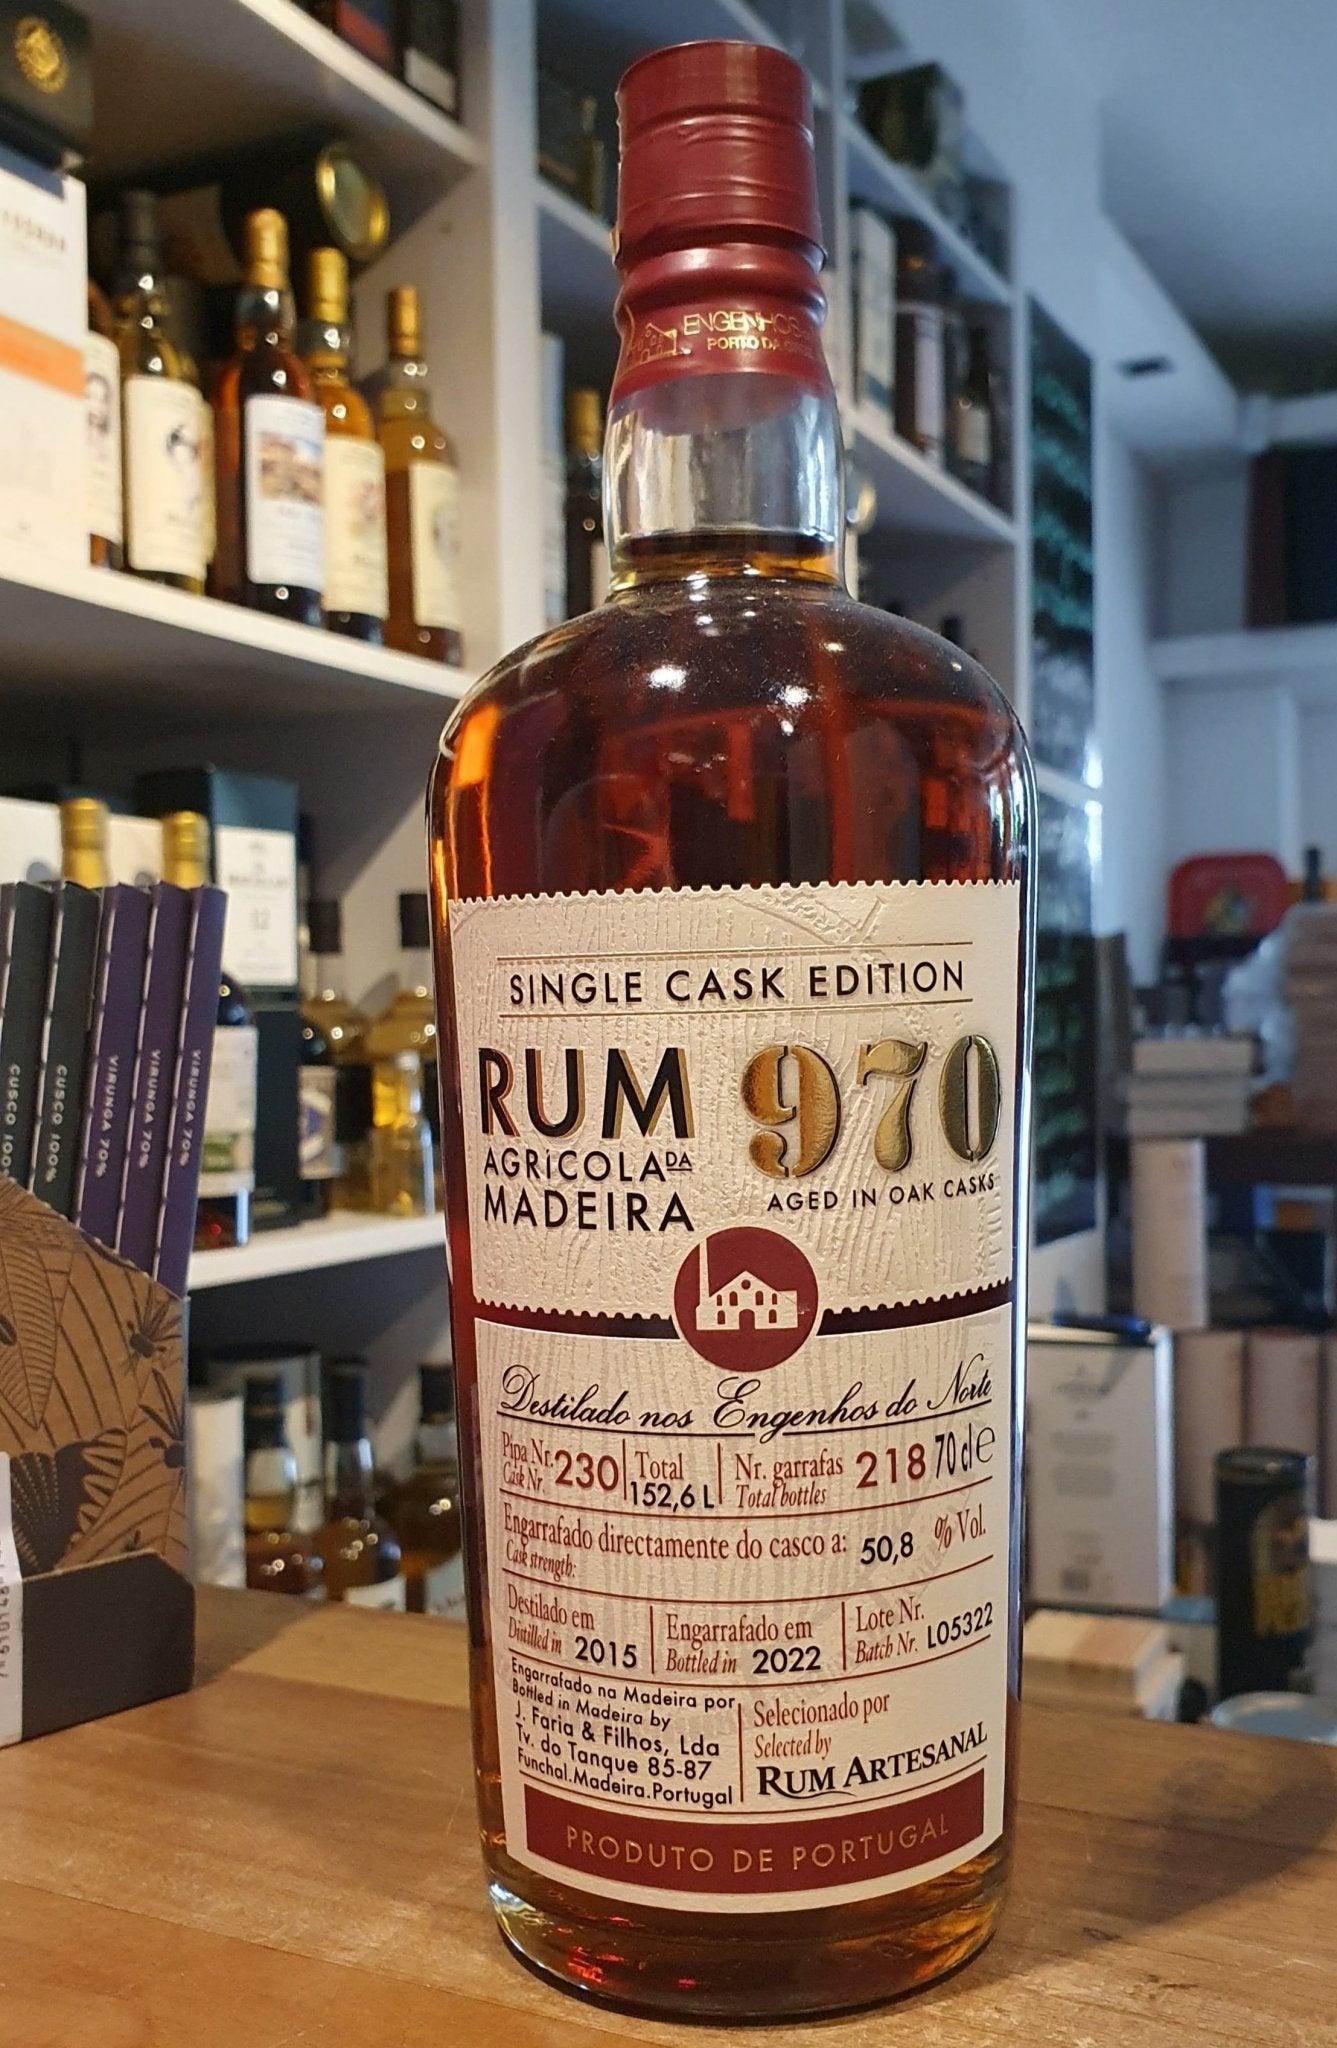 ENGENHOS
PORTO DA
SINGLE CASK EDITION
RUM 970
AGRÍCOLA DA
MADEIRA
AGED IN OAK CASKS
Destilado nos Engenhos do Norte
Pipa Nr. 230 Total Nr. garrafas 218 70 cl e
Cask Nr. 152,6 L Total bottles
Engarrafado directamente do casco a: 50,8 % Vol.
Cask strength:
Destilado em Engarrafado em Lote Nr.
Distilled in 2015 Bottled in 2022 Batch Nr. L05322
Engarrafado na Madeira por
Bottled in Madeira by
J. Faria & Filhos, Lda
Tv. do Tanque 85-87
Funchal.Madeira.Portugal
Selecionado por
Selected by
RUM ARTESANAL
PRODUTO DE PORTUGAL
CUSCO 100%
CUSCO 100%
VIRUNGA 70%
VIRUNGA 70%
VIRUNGA 70%